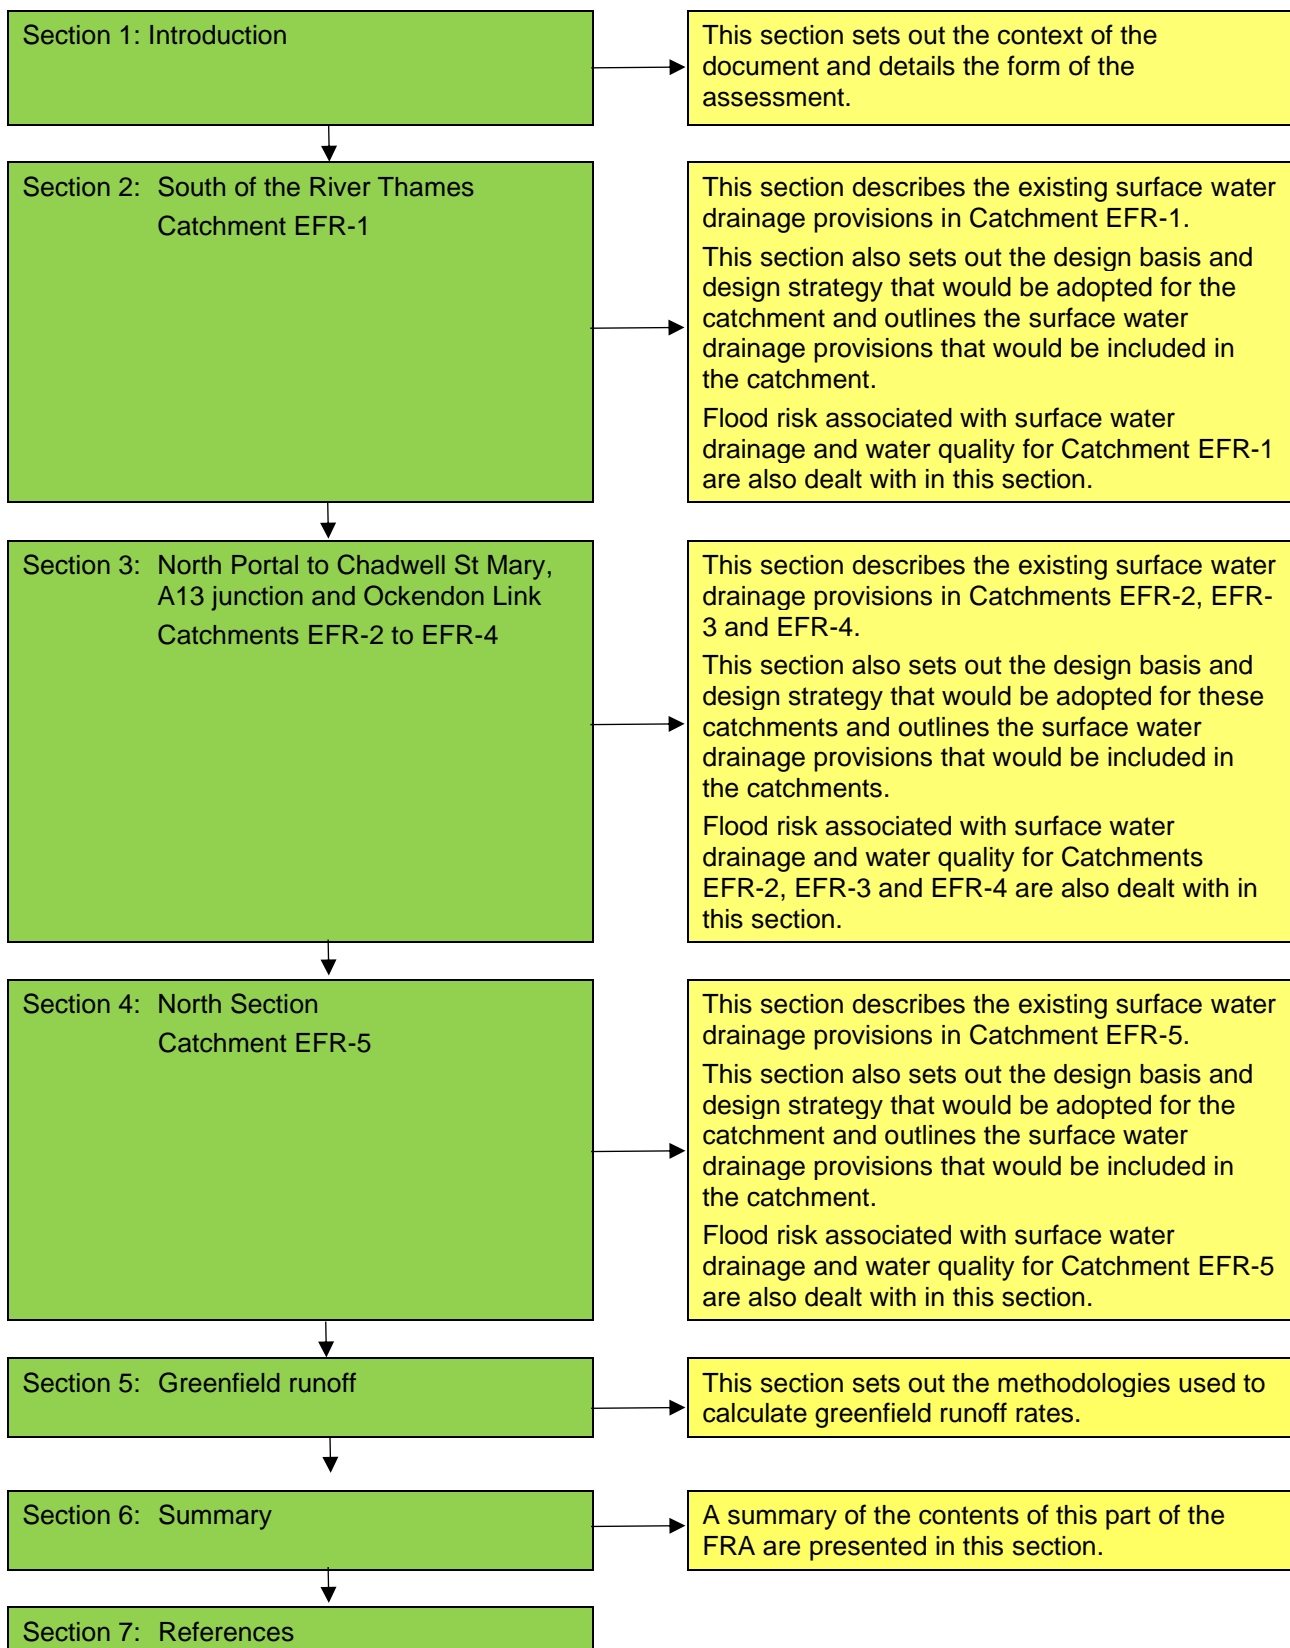 Section 1: Introduction
This section sets out the context of the
document and details the form of the
assessment.
Section 2: South of the River Thames
Catchment EFR-1
This section describes the existing surface water
drainage provisions in Catchment EFR-1.
This section also sets out the design basis and
design strategy that would be adopted for the
catchment and outlines the surface water
drainage provisions that would be included in
the catchment.
Flood risk associated with surface water
drainage and water quality for Catchment EFR-1
are also dealt with in this section.
Section 3: North Portal to Chadwell St Mary,
A13 junction and Ockendon Link
Catchments EFR-2 to EFR-4
This section describes the existing surface water
drainage provisions in Catchments EFR-2, EFR-
3 and EFR-4.
This section also sets out the design basis and
design strategy that would be adopted for these
catchments and outlines the surface water
drainage provisions that would be included in
the catchments.
Flood risk associated with surface water
drainage and water quality for Catchments
EFR-2, EFR-3 and EFR-4 are also dealt with in
this section.
Section 4: North Section
Catchment EFR-5
This section describes the existing surface water
drainage provisions in Catchment EFR-5.
This section also sets out the design basis and
design strategy that would be adopted for the
catchment and outlines the surface water
drainage provisions that would be included in
the catchment.
Flood risk associated with surface water
drainage and water quality for Catchment EFR-5
are also dealt with in this section.
Section 5: Greenfield runoff
This section sets out the methodologies used to
calculate greenfield runoff rates.
Section 6: Summary
A summary of the contents of this part of the
FRA are presented in this section.
Section 7: References